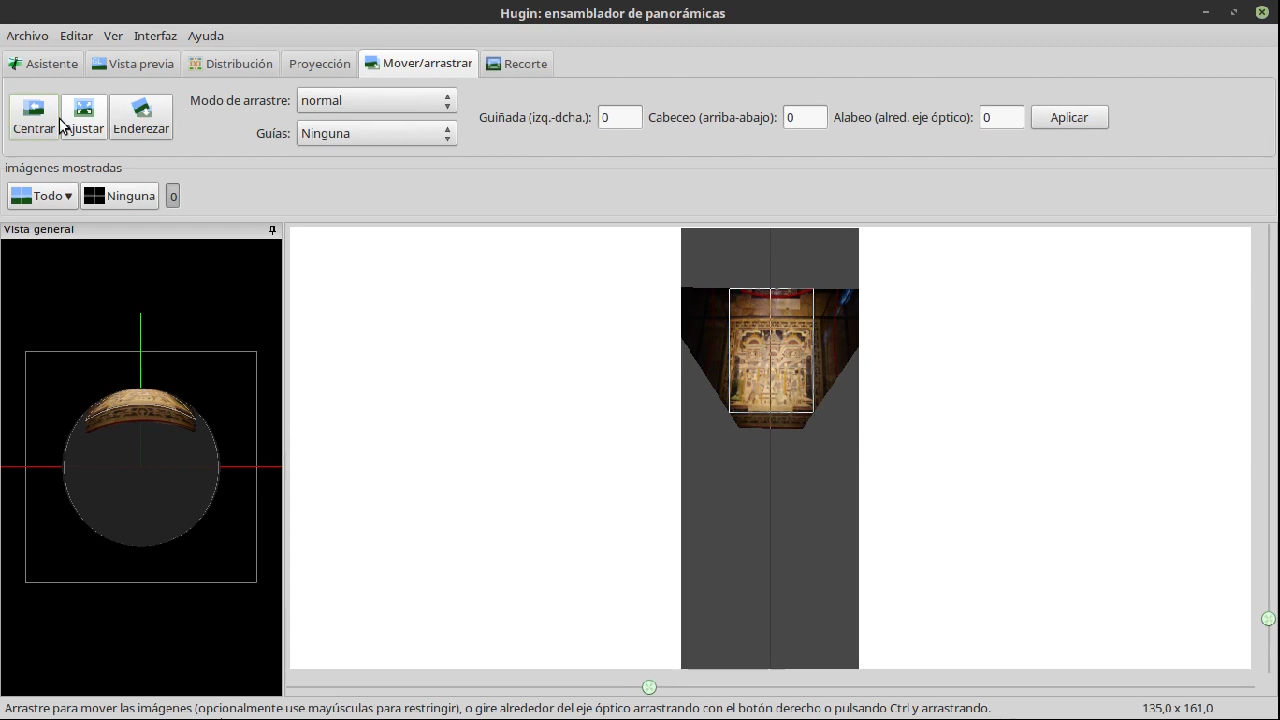 Hugin: ensamblador de panorámicas
Archivo Editar Ver Interfaz Ayuda
Asistente Vista previa Distribución Proyección Mover/arrastrar Recorte
Centrar Ajustar Enderezar
Modo de arrastre: normal
Guías: Ninguna
Guiñada (izq.-dcha.): 0 Cabeceo (arriba-abajo): 0 Alabeo (alred. eje óptico): 0 Aplicar
imágenes mostradas
Todo Ninguna 0
Vista general
Arrastre para mover las imágenes (opcionalmente use mayúsculas para restringir), o gire alrededor del eje óptico arrastrando con el botón derecho o pulsando Ctrl y arrastrando. 135,0 x 161,0